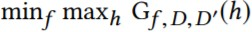 min_f max_h G_{f,D,D′}(h)